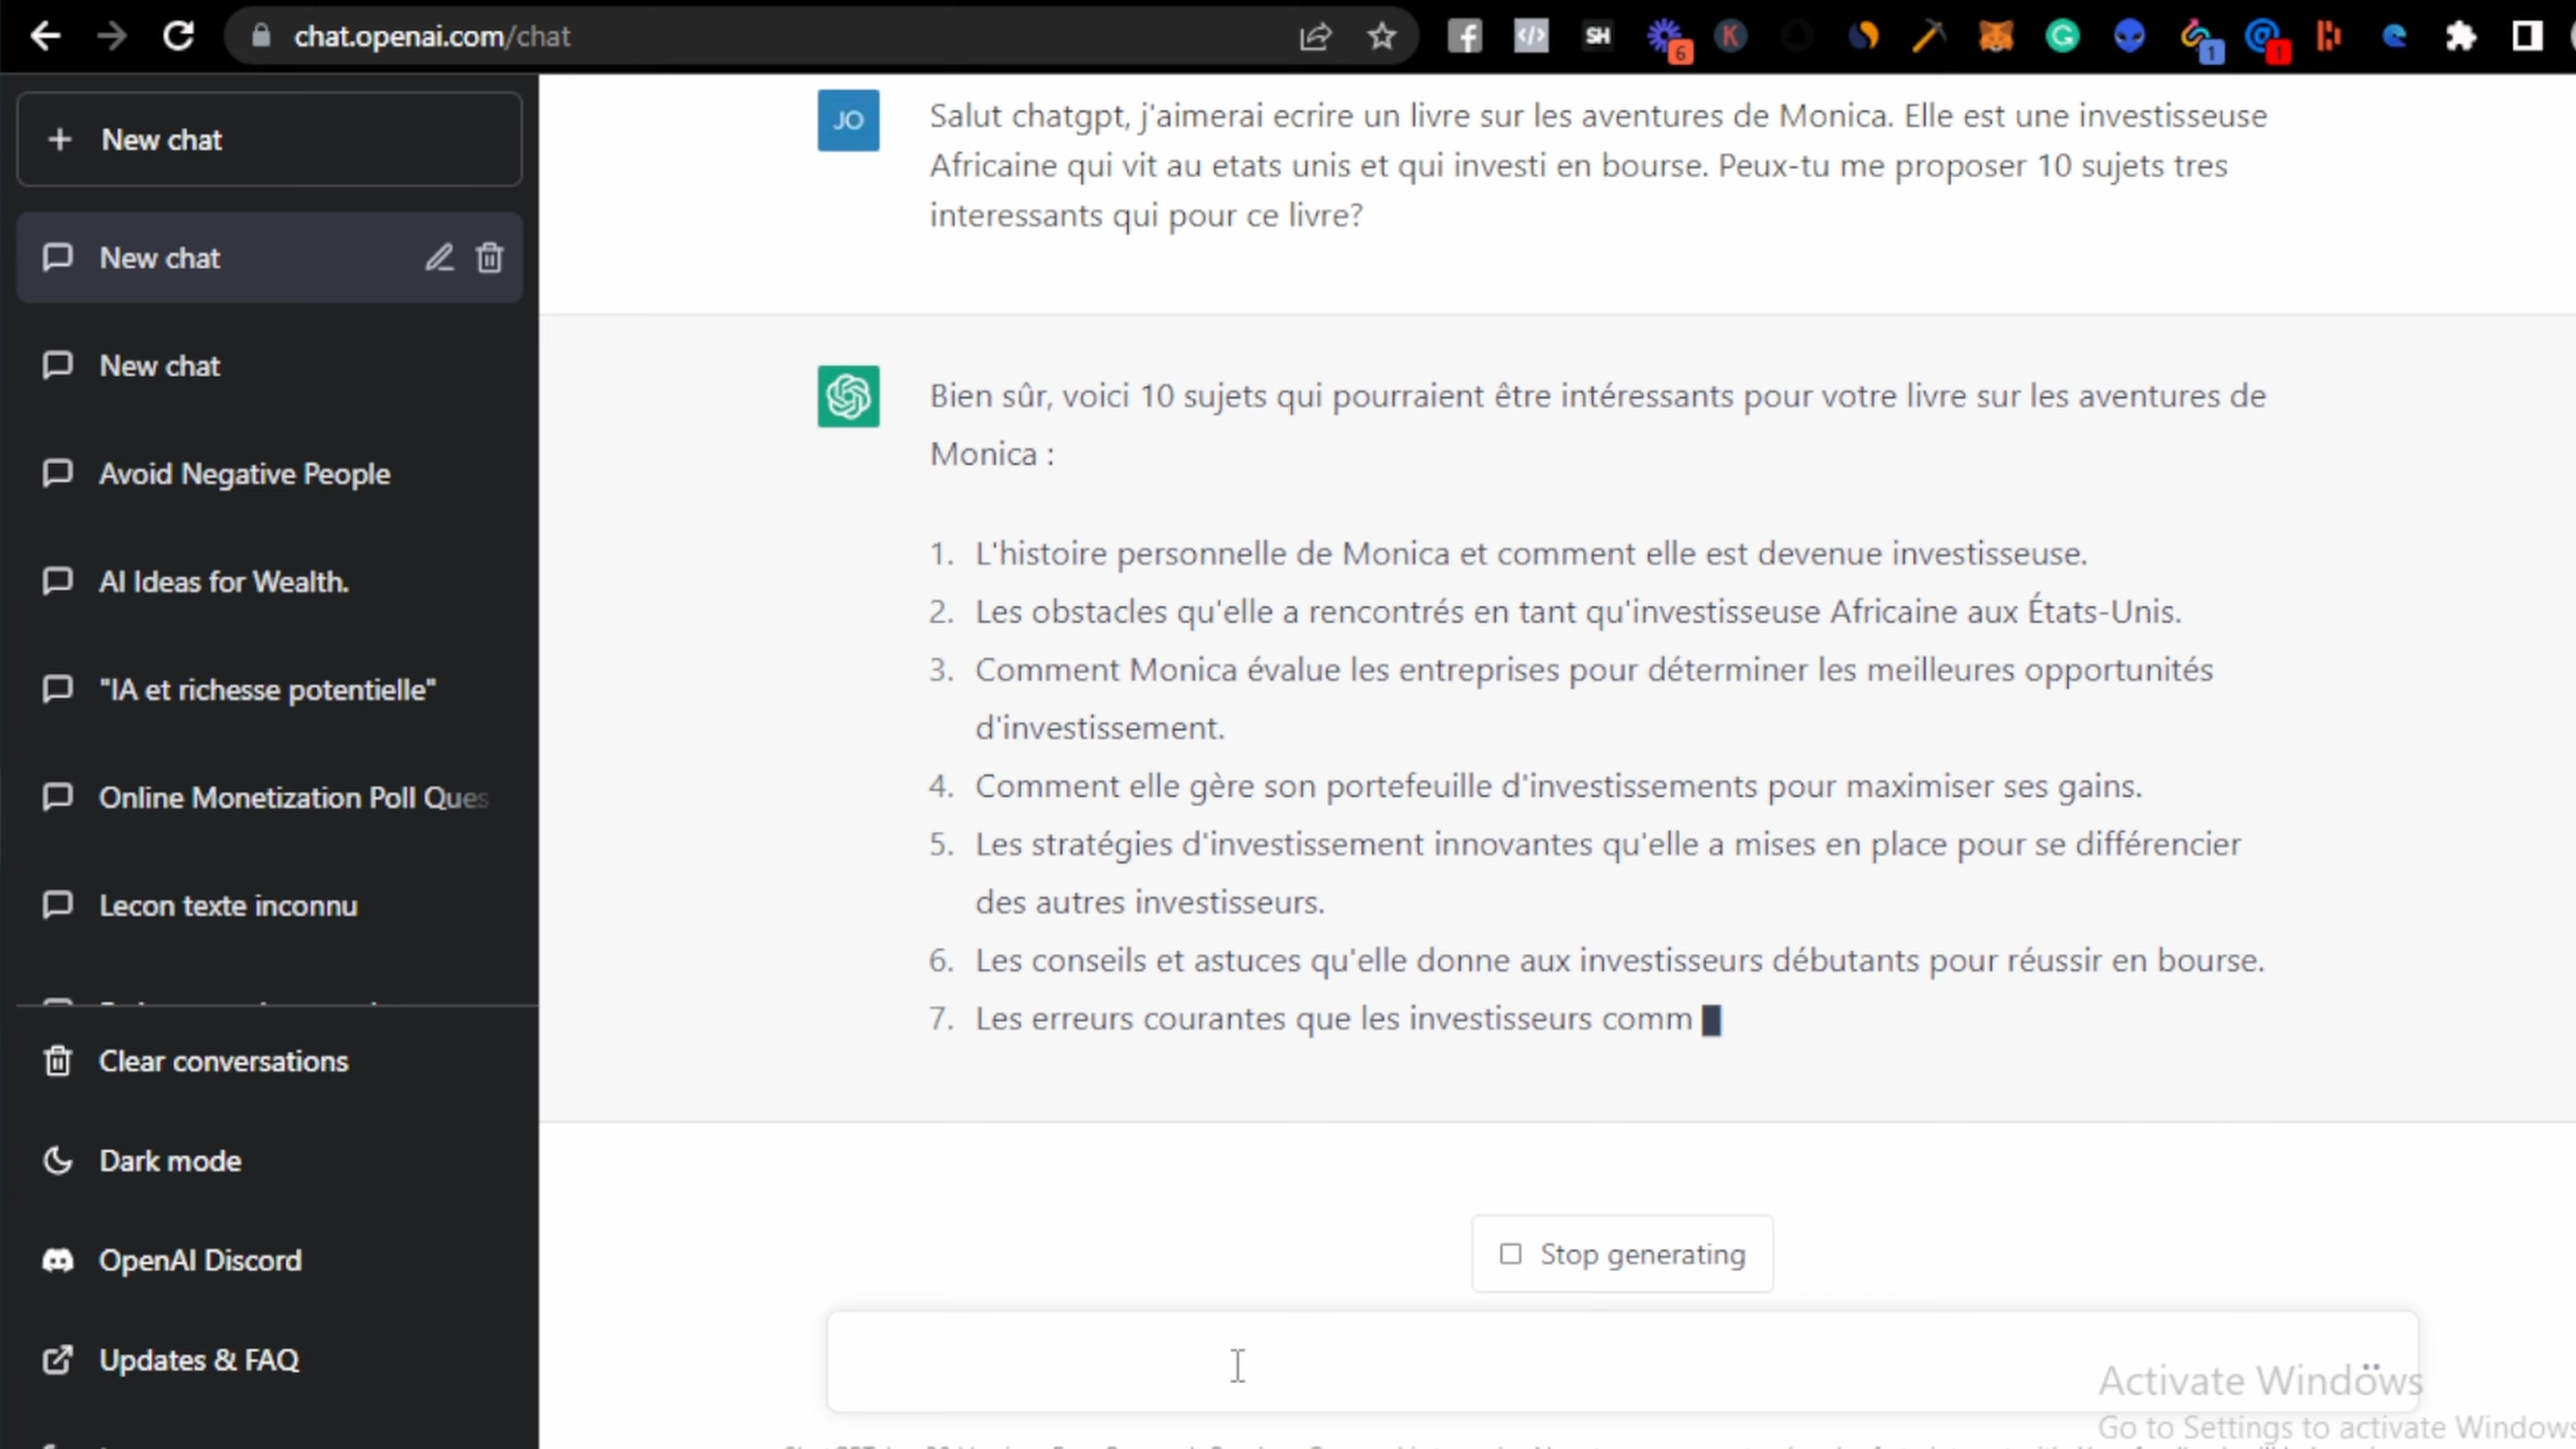 chat.openai.com/chat
SH
6
K
G
1
1
New chat
New chat
New chat
Avoid Negative People
AI Ideas for Wealth.
"IA et richesse potentielle"
Online Monetization Poll Ques
Lecon texte inconnu
Clear conversations
Dark mode
OpenAI Discord
Updates & FAQ
JO
Salut chatgpt, j'aimerai ecrire un livre sur les aventures de Monica. Elle est une investisseuse
Africaine qui vit au etats unis et qui investi en bourse. Peux-tu me proposer 10 sujets tres
interessants qui pour ce livre?
Bien sûr, voici 10 sujets qui pourraient être intéressants pour votre livre sur les aventures de
Monica :
1. L'histoire personnelle de Monica et comment elle est devenue investisseuse.
2. Les obstacles qu'elle a rencontrés en tant qu'investisseuse Africaine aux États-Unis.
3. Comment Monica évalue les entreprises pour déterminer les meilleures opportunités
d'investissement.
4. Comment elle gère son portefeuille d'investissements pour maximiser ses gains.
5. Les stratégies d'investissement innovantes qu'elle a mises en place pour se différencier
des autres investisseurs.
6. Les conseils et astuces qu'elle donne aux investisseurs débutants pour réussir en bourse.
7. Les erreurs courantes que les investisseurs comm
Stop generating
Activate Windows
Go to Settings to activate Windows